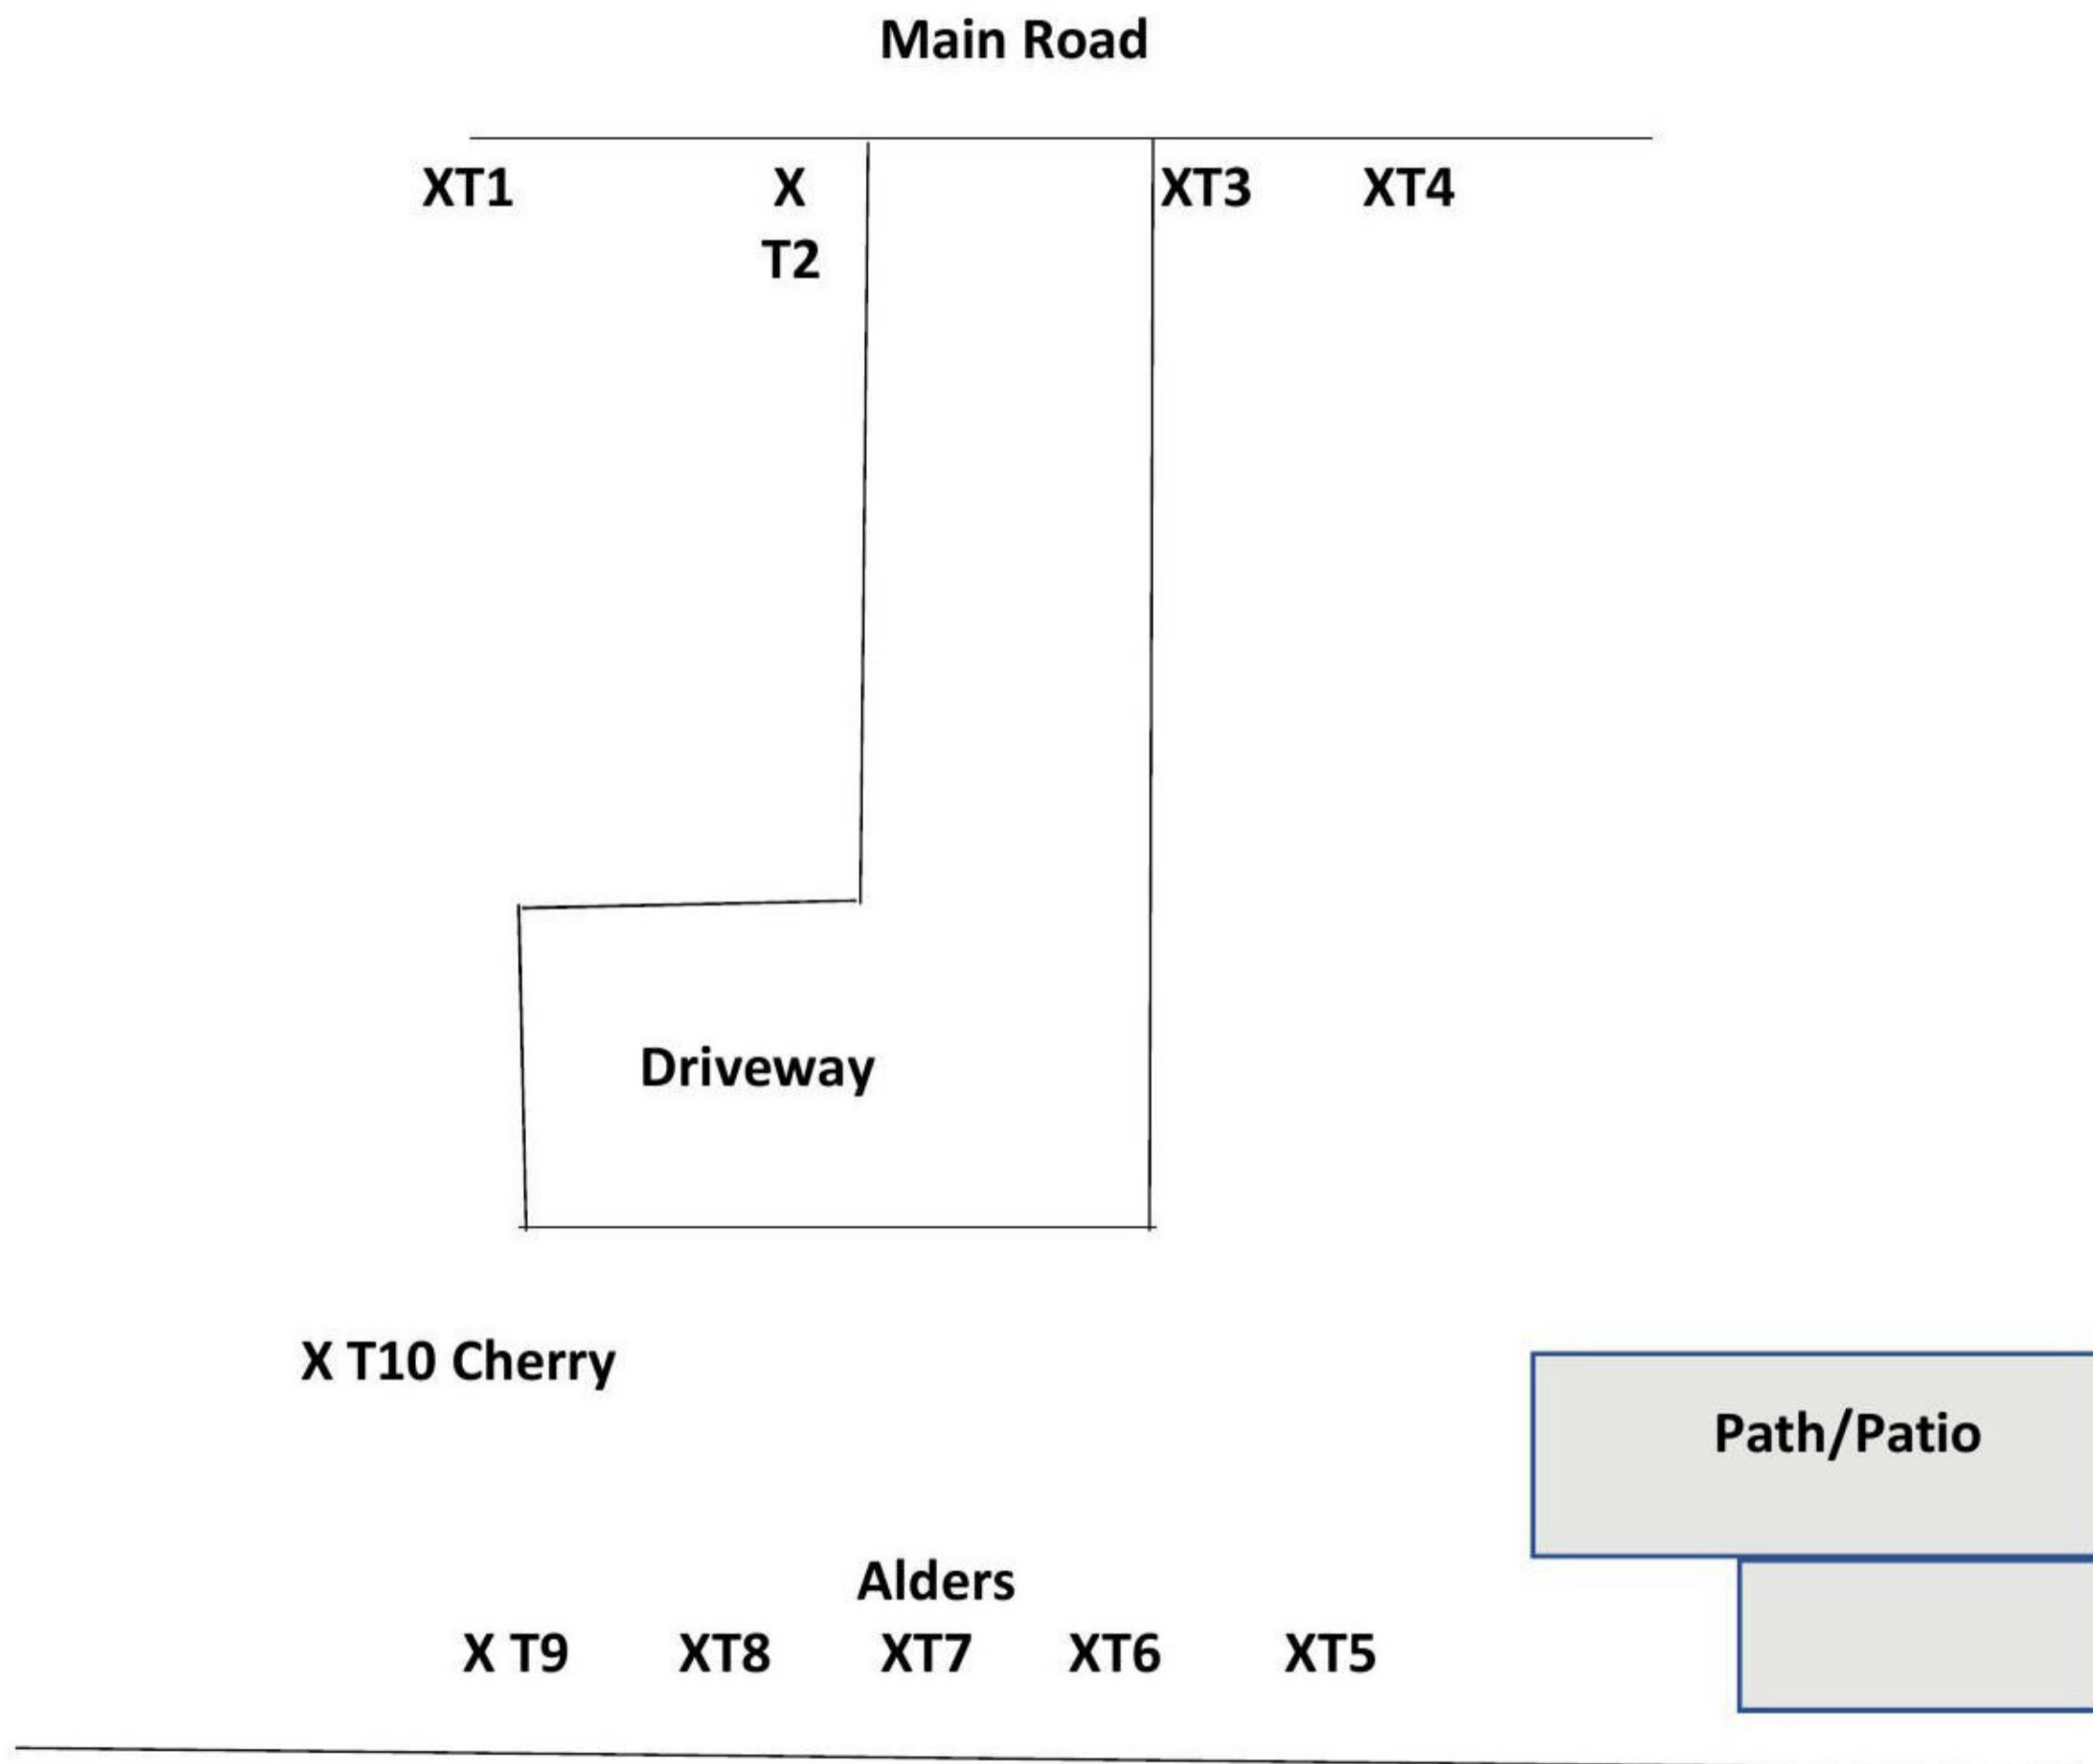 Main Road
XT1 X XT3 XT4
T2
Driveway
X T10 Cherry
Path/Patio
Alders
X T9 XT8 XT7 XT6 XT5